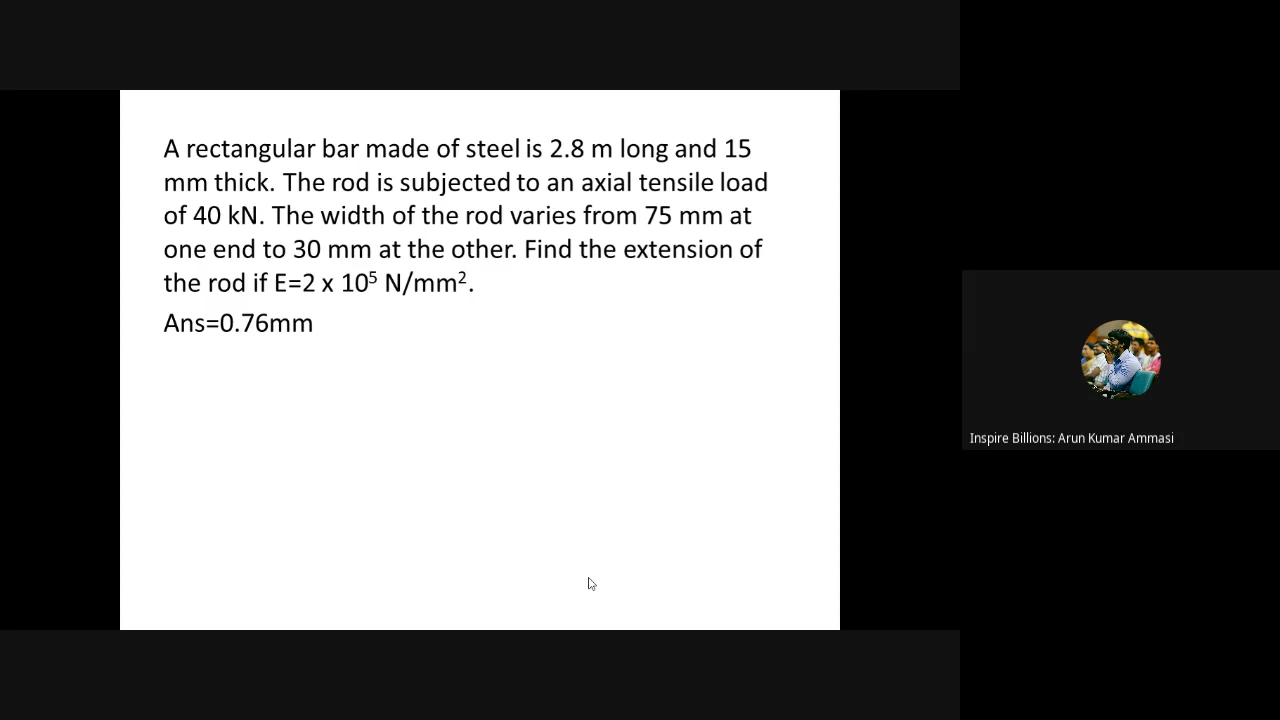 A rectangular bar made of steel is 2.8 m long and 15
mm thick. The rod is subjected to an axial tensile load
of 40 kN. The width of the rod varies from 75 mm at
one end to 30 mm at the other. Find the extension of
the rod if E=2 x 10⁵ N/mm².
Ans=0.76mm
Inspire Billions: Arun Kumar Ammasi